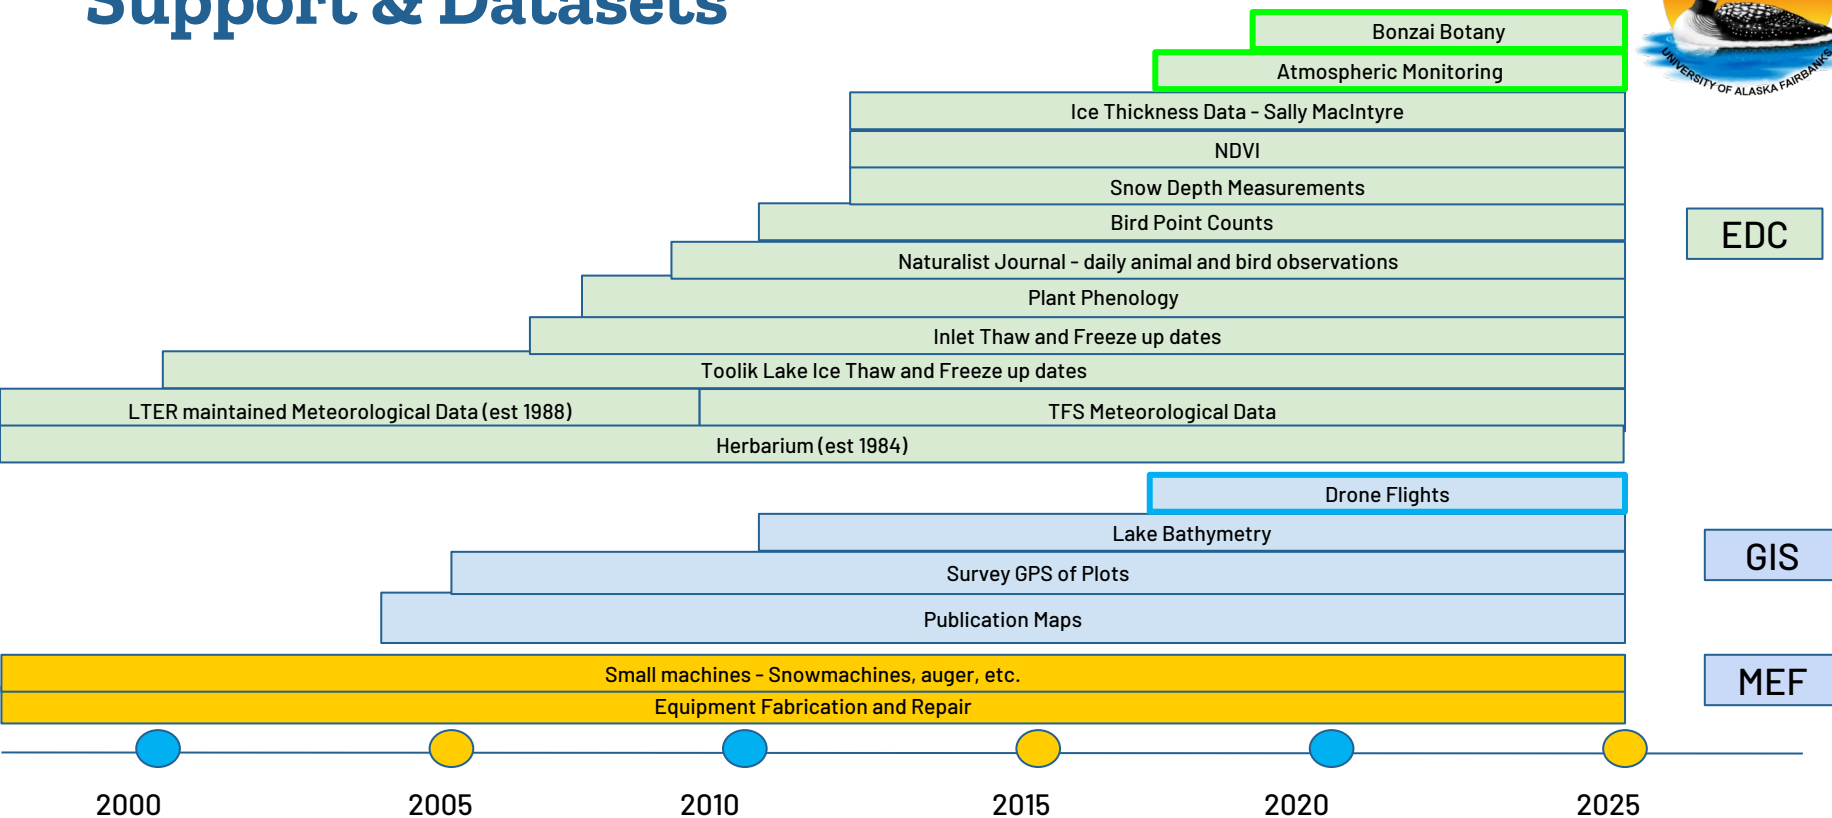 Support & Datasets
Bonzai Botany
Atmospheric Monitoring
UNIVERSITY OF ALASKA FAIRBANKS
Ice Thickness Data - Sally MacIntyre
NDVI
Snow Depth Measurements
Bird Point Counts
EDC
Naturalist Journal - daily animal and bird observations
Plant Phenology
Inlet Thaw and Freeze up dates
Toolik Lake Ice Thaw and Freeze up dates
LTER maintained Meteorological Data (est 1988)
TFS Meteorological Data
Herbarium (est 1984)
Drone Flights
Lake Bathymetry
GIS
Survey GPS of Plots
Publication Maps
Small machines - Snowmachines, auger, etc.
MEF
Equipment Fabrication and Repair
2000 2005 2010 2015 2020 2025